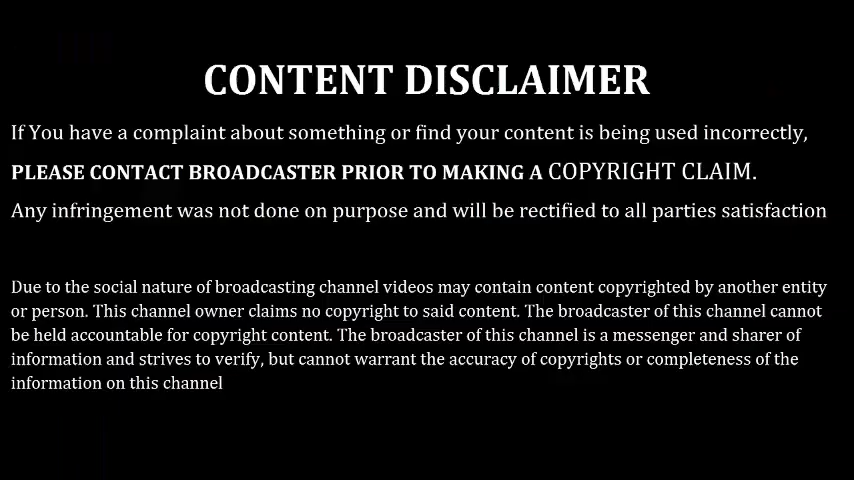 CONTENT DISCLAIMER
If You have a complaint about something or find your content is being used incorrectly,
PLEASE CONTACT BROADCASTER PRIOR TO MAKING A COPYRIGHT CLAIM.
Any infringement was not done on purpose and will be rectified to all parties satisfaction
Due to the social nature of broadcasting channel videos may contain content copyrighted by another entity
or person. This channel owner claims no copyright to said content. The broadcaster of this channel cannot
be held accountable for copyright content. The broadcaster of this channel is a messenger and sharer of
information and strives to verify, but cannot warrant the accuracy of copyrights or completeness of the
information on this channel